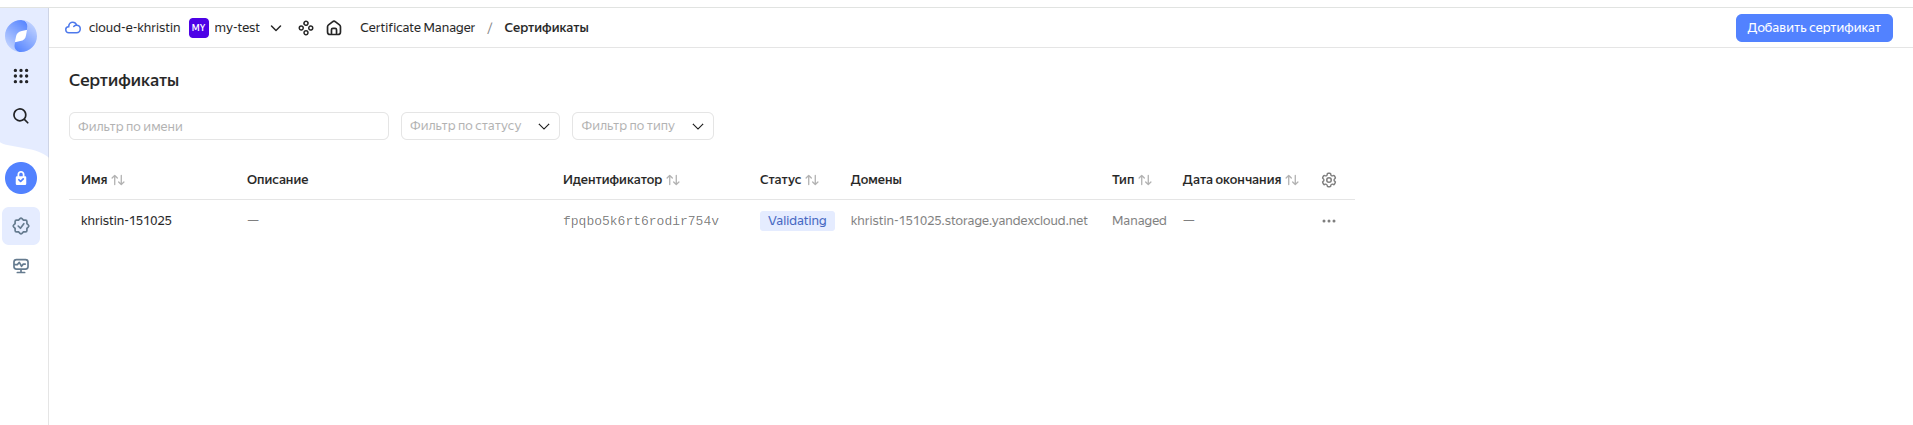 cloud-e-khristin MY my-test Certificate Manager / Сертификаты Добавить сертификат
Сертификаты
Фильтр по имени Фильтр по статусу Фильтр по типу
Имя Описание Идентификатор Статус Домены Тип Дата окончания
khristin-151025 — fpqbo5k6rt6rodir754v Validating khristin-151025.storage.yandexcloud.net Managed —